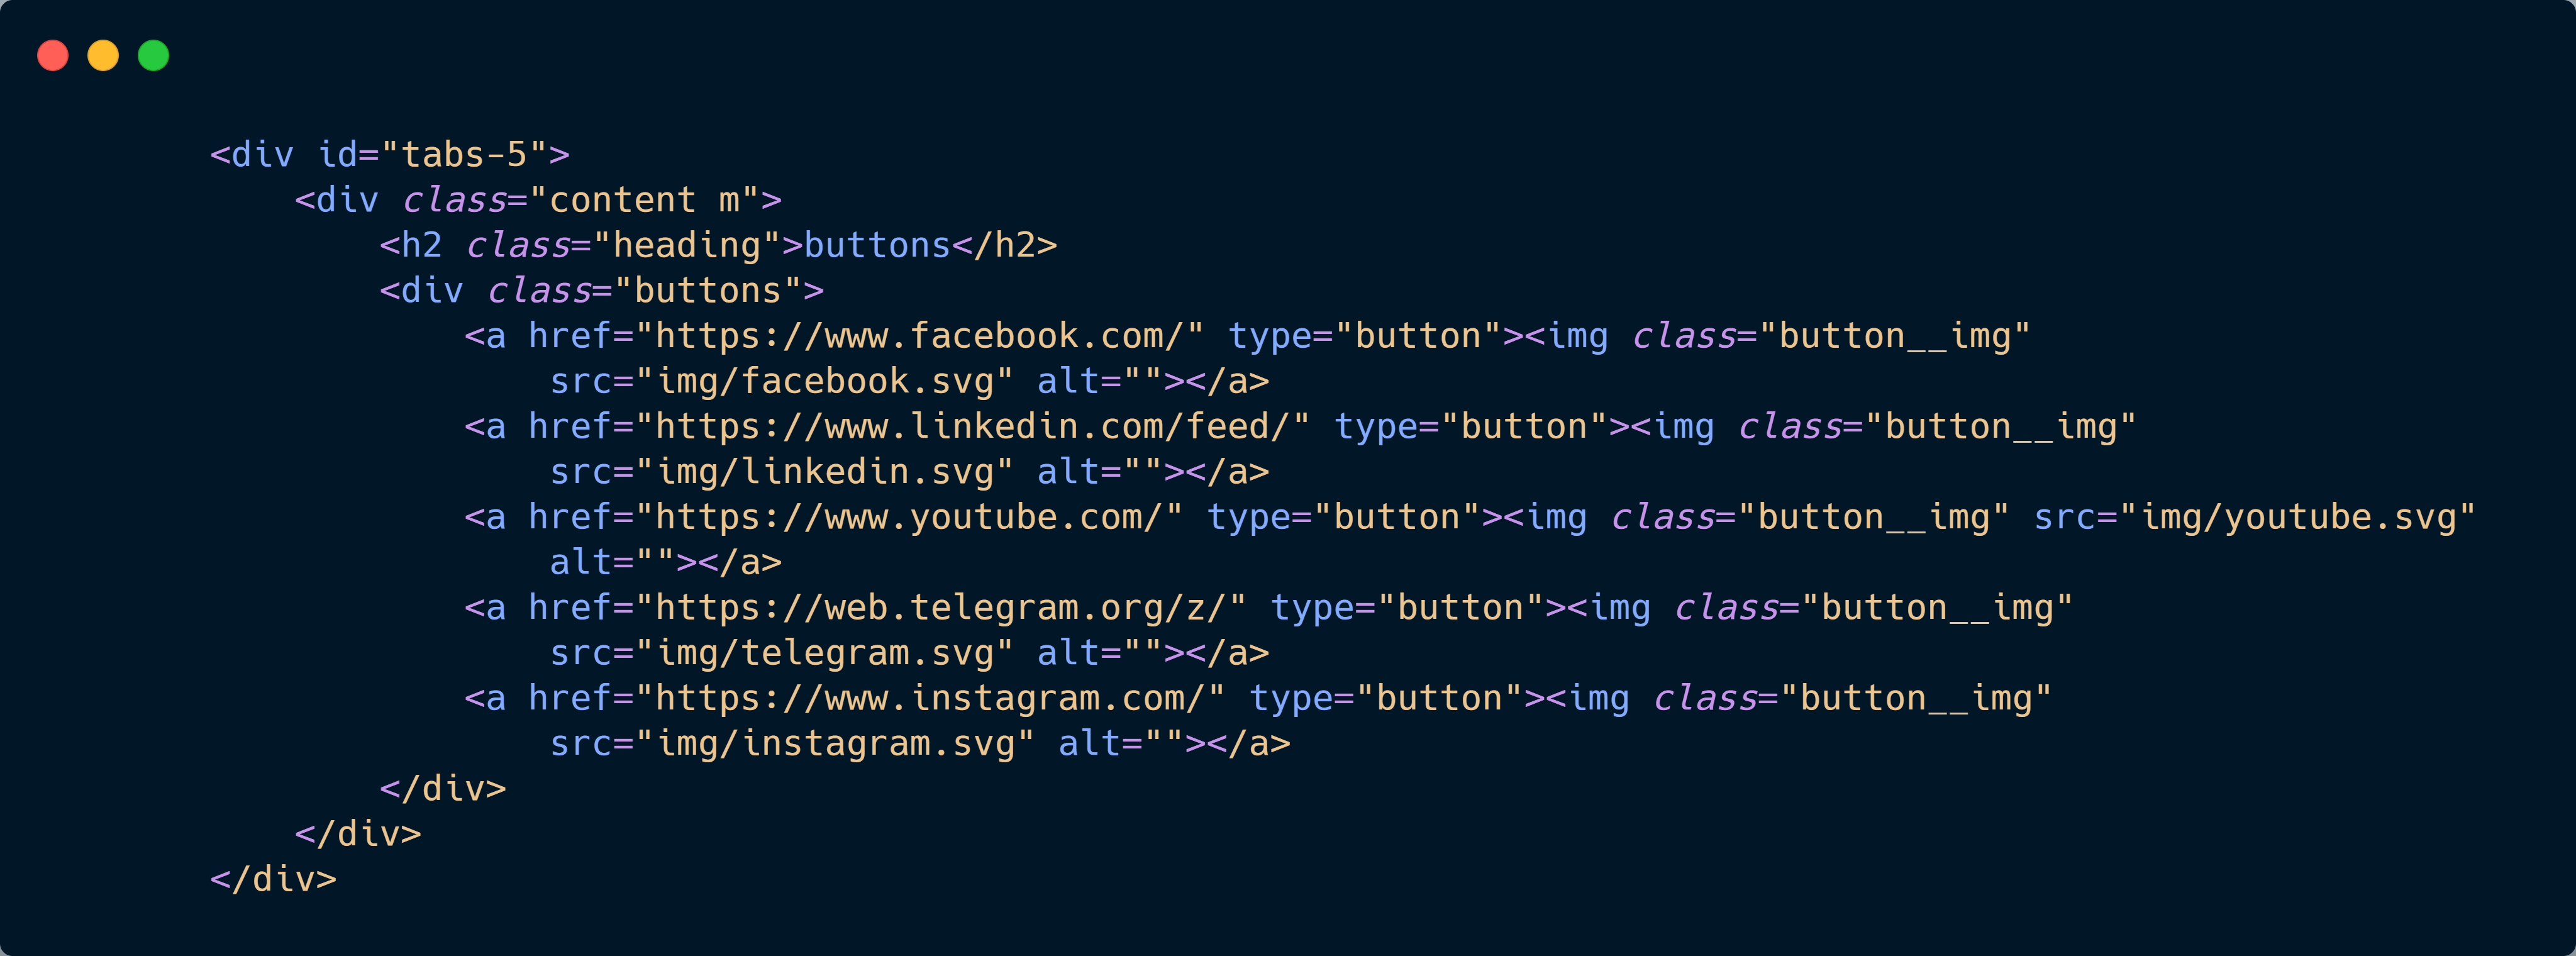 <div id="tabs-5">
<div class="content m">
<h2 class="heading">buttons</h2>
<div class="buttons">
<a href="https://www.facebook.com/" type="button"><img class="button__img"
src="img/facebook.svg" alt=""></a>
<a href="https://www.linkedin.com/feed/" type="button"><img class="button__img"
src="img/linkedin.svg" alt=""></a>
<a href="https://www.youtube.com/" type="button"><img class="button__img" src="img/youtube.svg"
alt=""></a>
<a href="https://web.telegram.org/z/" type="button"><img class="button__img"
src="img/telegram.svg" alt=""></a>
<a href="https://www.instagram.com/" type="button"><img class="button__img"
src="img/instagram.svg" alt=""></a>
</div>
</div>
</div>